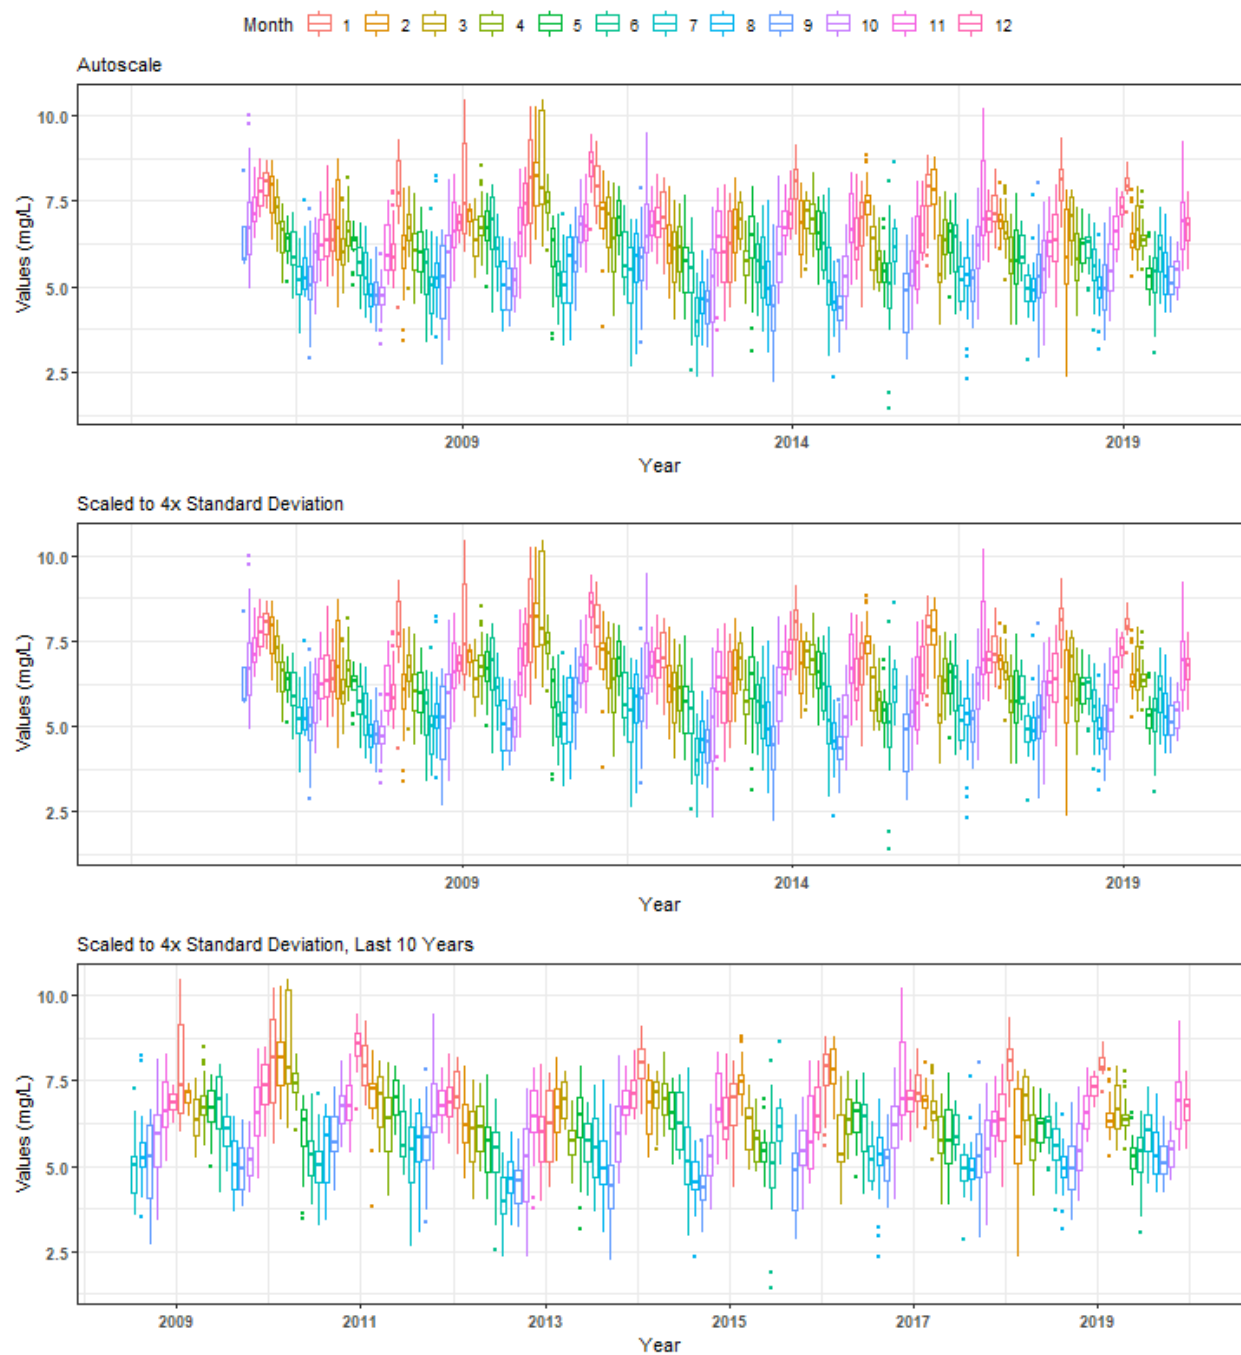 Month 1 2 3 4 5 6 7 8 9 10 11 12
Autoscale
10.0
7.5
5.0
2.5
Values (mg/L)
2009 2014 2019
Year
Scaled to 4x Standard Deviation
10.0
7.5
5.0
2.5
Values (mg/L)
2009 2014 2019
Year
Scaled to 4x Standard Deviation, Last 10 Years
10.0
7.5
5.0
2.5
Values (mg/L)
2009 2011 2013 2015 2017 2019
Year